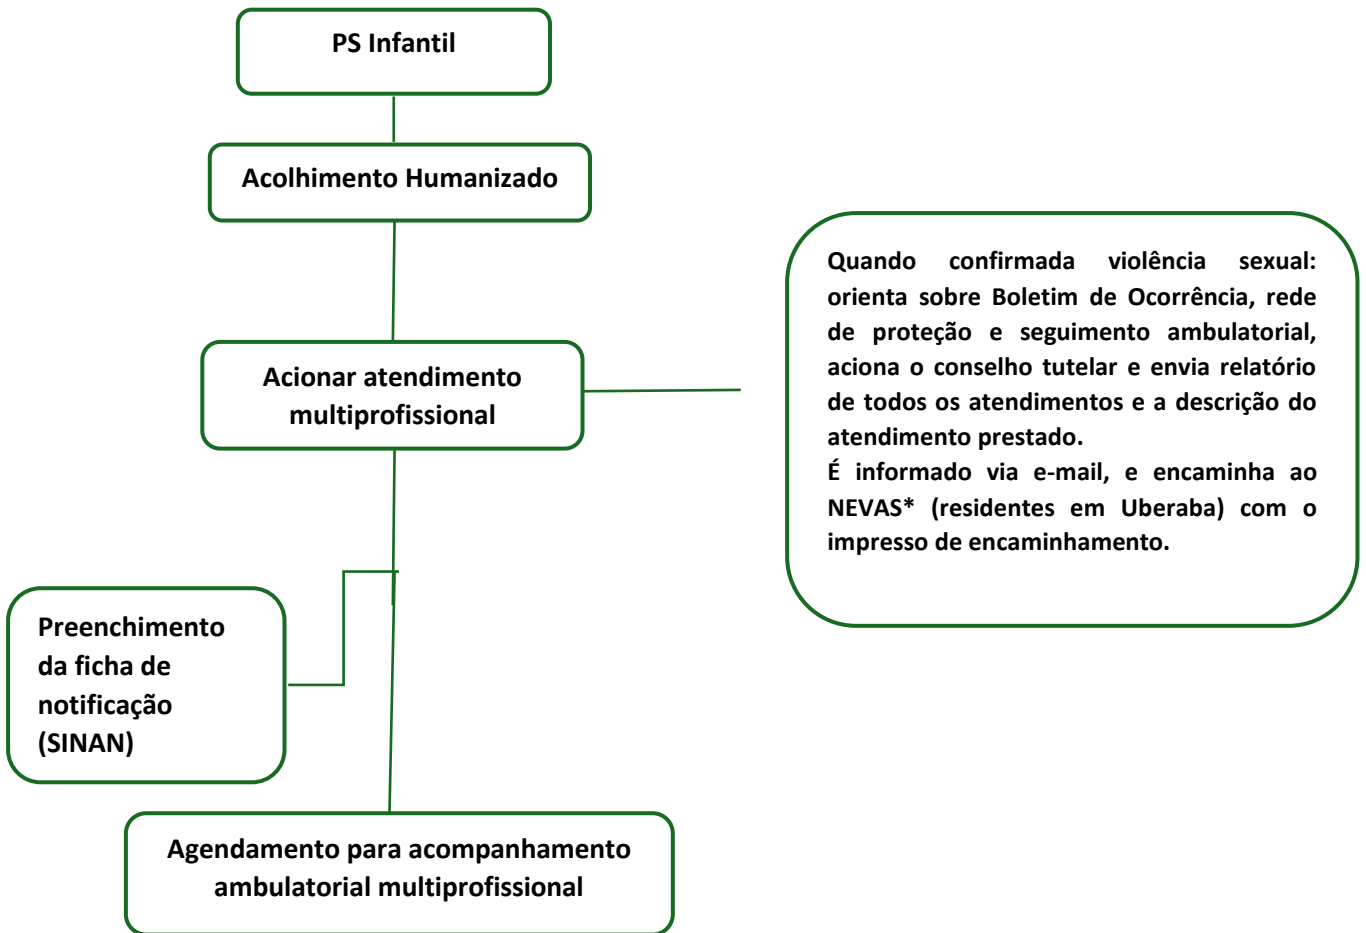 PS Infantil
Acolhimento Humanizado
Acionar atendimento
multiprofissional
Quando confirmada violência sexual:
orienta sobre Boletim de Ocorrência, rede
de proteção e seguimento ambulatorial,
aciona o conselho tutelar e envia relatório
de todos os atendimentos e a descrição do
atendimento prestado.
É informado via e-mail, e encaminha ao
NEVAS* (residentes em Uberaba) com o
impresso de encaminhamento.
Preenchimento
da ficha de
notificação
(SINAN)
Agendamento para acompanhamento
ambulatorial multiprofissional